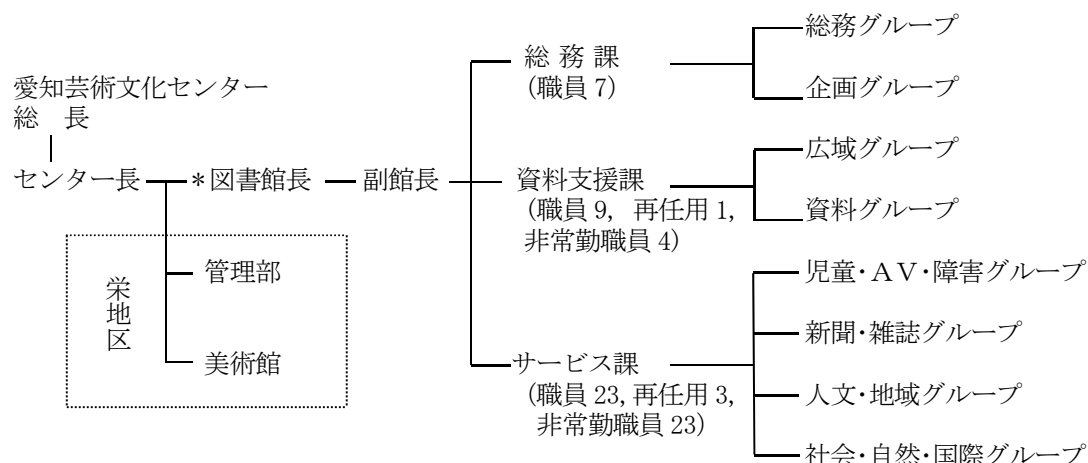 愛知芸術文化センター
総 長
センター長
*図書館長
副館長
栄地区
管理部
美術館
総 務 課
(職員 7)
総務グループ
企画グループ
資料支援課
(職員 9, 再任用 1,
非常勤職員 4)
広域グループ
資料グループ
サービス課
(職員 23, 再任用 3,
非常勤職員 23)
児童・AV・障害グループ
新聞・雑誌グループ
人文・地域グループ
社会・自然・国際グループ